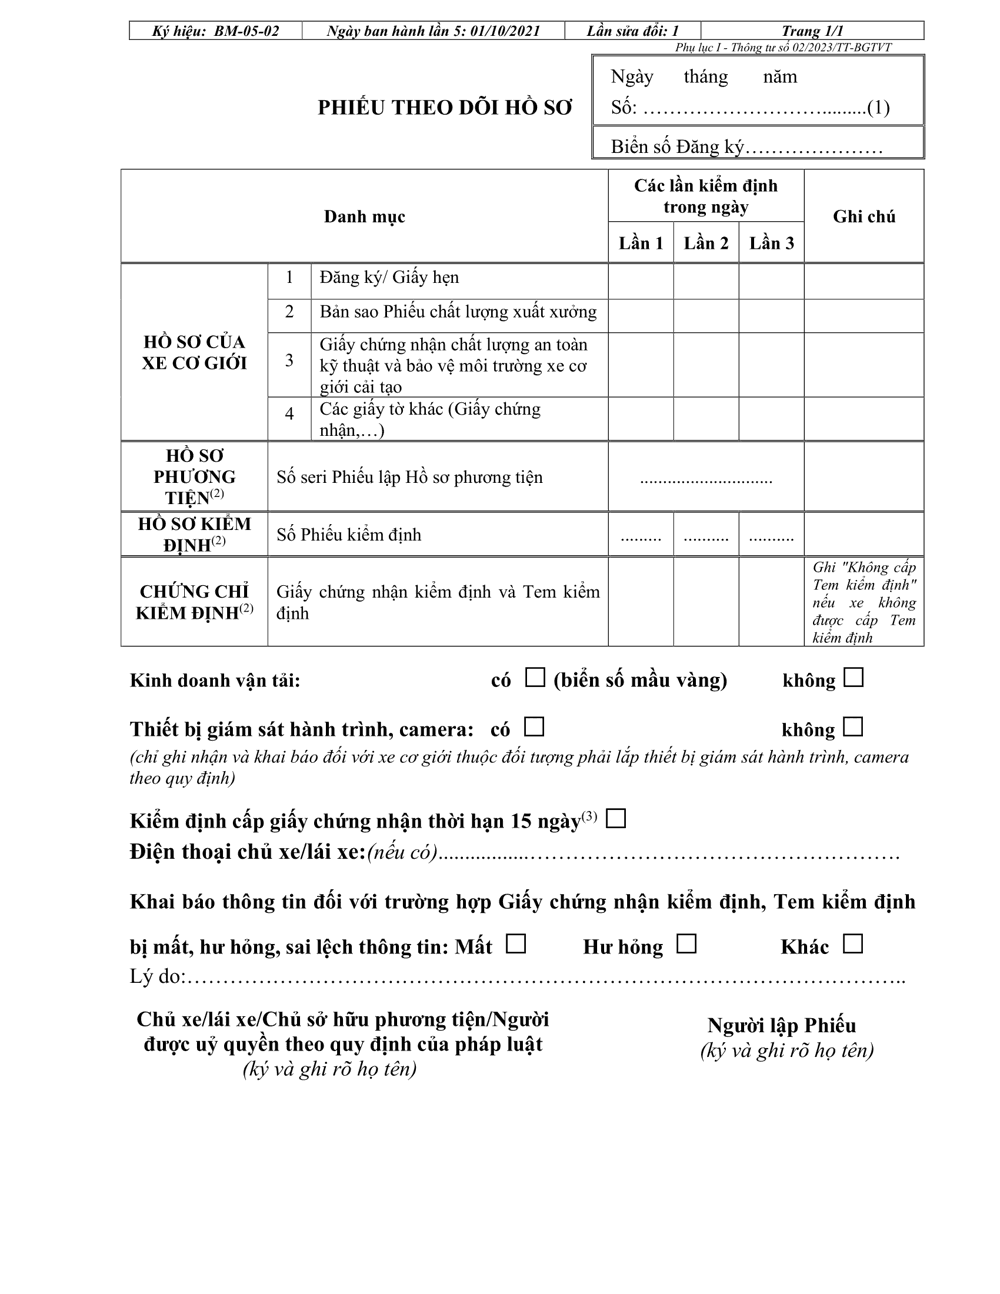 Ký hiệu: BM-05-02 Ngày ban hành lần 5: 01/10/2021 Lần sửa đổi: 1 Trang 1/1
Phụ lục I - Thông tư số 02/2023/TT-BGTVT
PHIẾU THEO DÕI HỒ SƠ
Ngày tháng năm
Số: ……………………….........(1)
Biển số Đăng ký…………………
Danh mục
Các lần kiểm định
trong ngày
Ghi chú
Lần 1 Lần 2 Lần 3
HỒ SƠ CỦA
XE CƠ GIỚI
1 Đăng ký/ Giấy hẹn
2 Bản sao Phiếu chất lượng xuất xưởng
3 Giấy chứng nhận chất lượng an toàn
kỹ thuật và bảo vệ môi trường xe cơ
giới cải tạo
4 Các giấy tờ khác (Giấy chứng
nhận,…)
HỒ SƠ
PHƯƠNG
TIỆN(2)
Số seri Phiếu lập Hồ sơ phương tiện .............................
HỒ SƠ KIỂM
ĐỊNH(2)
Số Phiếu kiểm định ......... .......... ..........
CHỨNG CHỈ
KIỂM ĐỊNH(2)
Giấy chứng nhận kiểm định và Tem kiểm
định
Ghi "Không cấp
Tem kiểm định"
nếu xe không
được cấp Tem
kiểm định
Kinh doanh vận tải: có ☐ (biển số mầu vàng) không ☐
Thiết bị giám sát hành trình, camera: có ☐ không ☐
(chỉ ghi nhận và khai báo đối với xe cơ giới thuộc đối tượng phải lắp thiết bị giám sát hành trình, camera
theo quy định)
Kiểm định cấp giấy chứng nhận thời hạn 15 ngày(3) ☐
Điện thoại chủ xe/lái xe:(nếu có).................……………………………………………….
Khai báo thông tin đối với trường hợp Giấy chứng nhận kiểm định, Tem kiểm định
bị mất, hư hỏng, sai lệch thông tin: Mất ☐ Hư hỏng ☐ Khác ☐
Lý do:……………………………………………………………………………………..
Chủ xe/lái xe/Chủ sở hữu phương tiện/Người
được uỷ quyền theo quy định của pháp luật
(ký và ghi rõ họ tên)
Người lập Phiếu
(ký và ghi rõ họ tên)